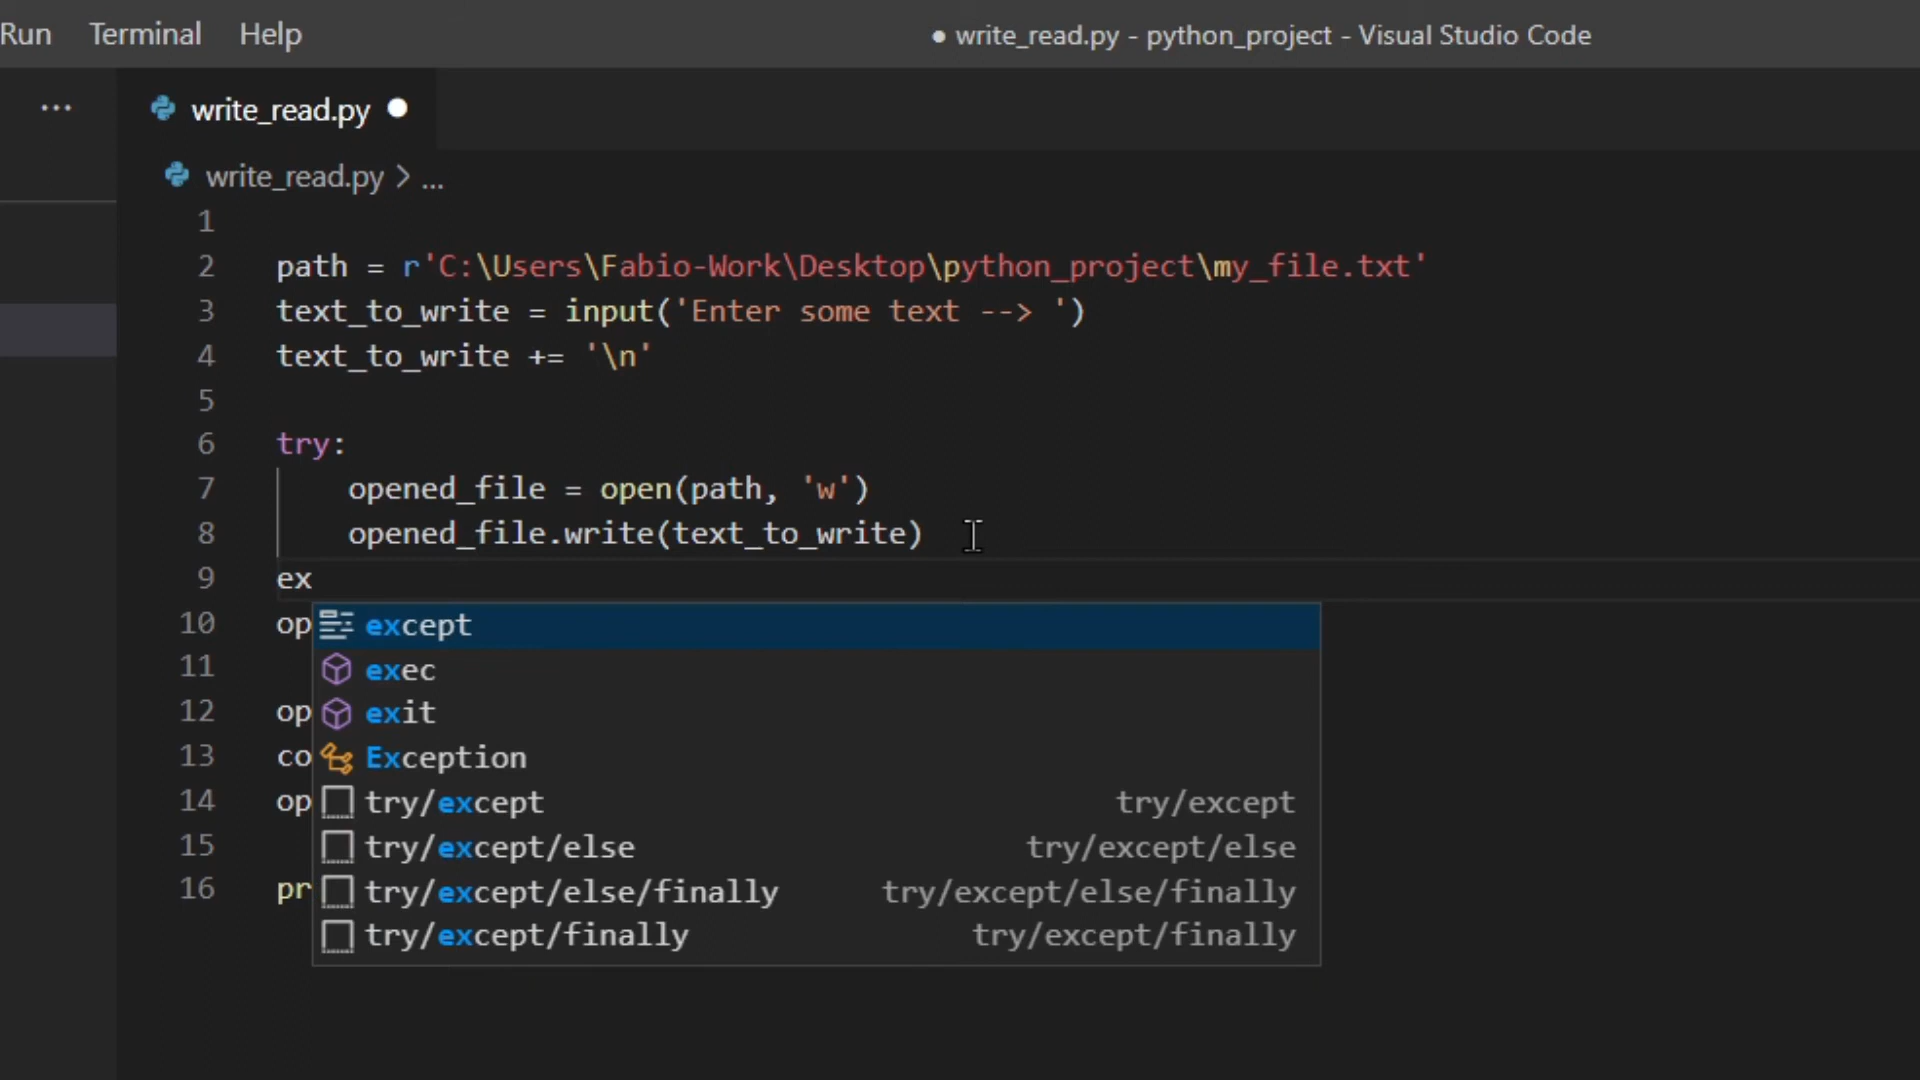 Run Terminal Help ● write_read.py - python_project - Visual Studio Code
... write_read.py ●
write_read.py > ...
1
2 path = r'C:\Users\Fabio-Work\Desktop\python_project\my_file.txt'
3 text_to_write = input('Enter some text --> ')
4 text_to_write += '\n'
5
6 try:
7 opened_file = open(path, 'w')
8 opened_file.write(text_to_write)
9 ex
10 op except
11 exec
12 op exit
13 co Exception
14 op try/except try/except
15 try/except/else try/except/else
16 pr try/except/else/finally try/except/else/finally
try/except/finally try/except/finally